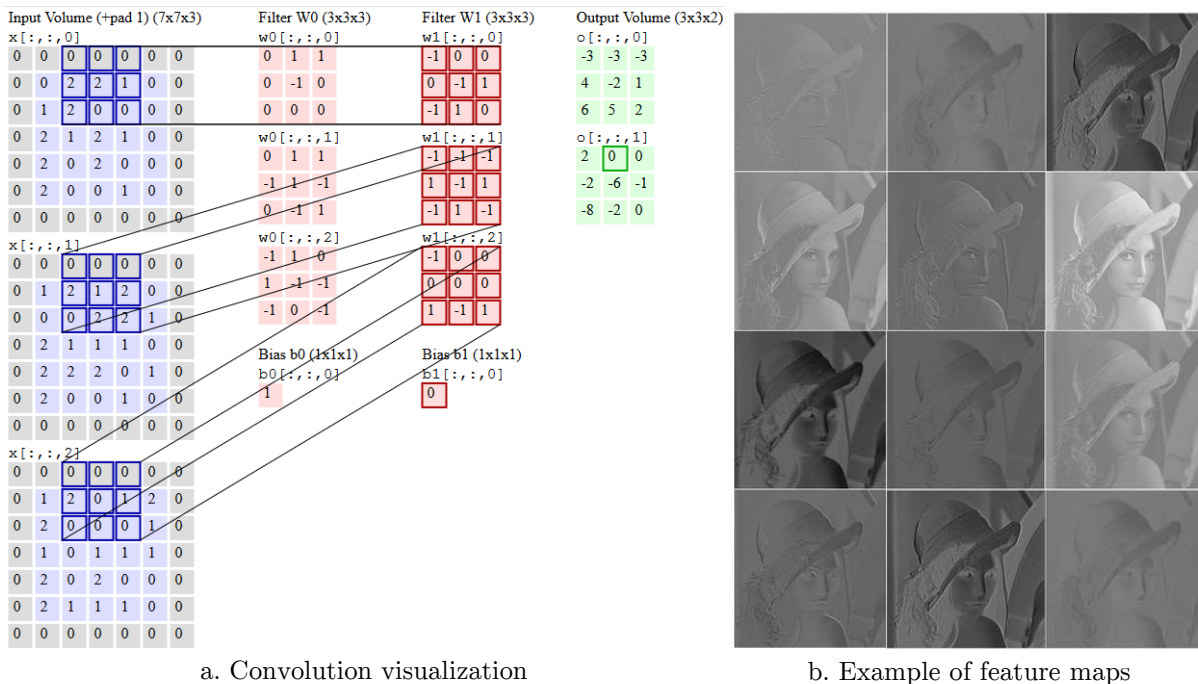 Input Volume (+pad 1) (7x7x3)
x[:,:,0]
0 0 0 0 0 0 0
0 0 2 2 1 0 0
0 1 2 0 0 0 0
0 2 1 2 1 0 0
0 2 0 2 0 0 0
0 2 0 0 1 0 0
0 0 0 0 0 0 0
x[:,:,1]
0 0 0 0 0 0 0
0 1 2 1 2 0 0
0 0 0 2 2 1 0
0 2 1 1 1 0 0
0 2 2 2 0 1 0
0 2 0 0 1 0 0
0 0 0 0 0 0 0
x[:,:,2]
0 0 0 0 0 0 0
0 1 2 0 1 2 0
0 2 0 0 0 1 0
0 1 0 1 1 1 0
0 2 0 2 0 0 0
0 2 1 1 1 0 0
0 0 0 0 0 0 0
Filter W0 (3x3x3)
w0[:,:,0]
0 1 1
0 -1 0
0 0 0
w0[:,:,1]
0 1 1
-1 1 -1
0 -1 1
w0[:,:,2]
-1 1 0
1 -1 -1
-1 0 -1
Bias b0 (1x1x1)
b0[:,:,0]
1
Filter W1 (3x3x3)
w1[:,:,0]
-1 0 0
0 -1 1
-1 1 0
w1[:,:,1]
-1 -1 -1
1 -1 1
-1 1 -1
w1[:,:,2]
-1 0 0
0 0 0
1 -1 1
Bias b1 (1x1x1)
b1[:,:,0]
0
Output Volume (3x3x2)
o[:,:,0]
-3 -3 -3
4 -2 1
6 5 2
o[:,:,1]
2 0 0
-2 -6 -1
-8 -2 0
a. Convolution visualization
b. Example of feature maps